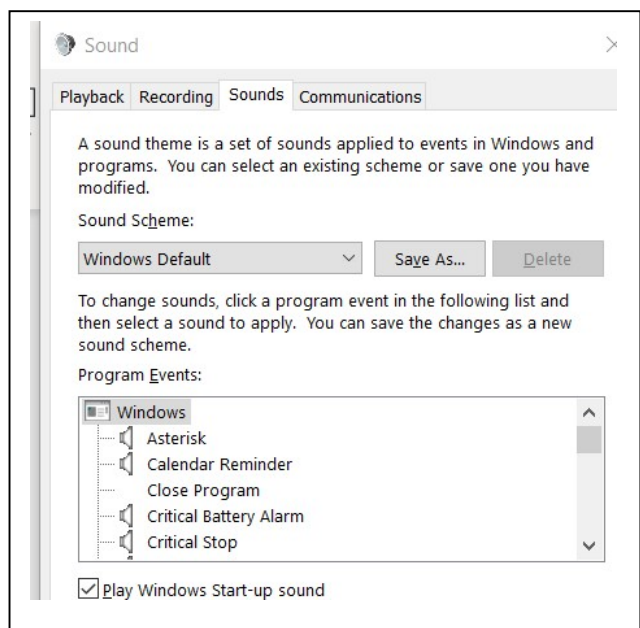 Sound
Playback Recording Sounds Communications
A sound theme is a set of sounds applied to events in Windows and
programs. You can select an existing scheme or save one you have
modified.
Sound Scheme:
Windows Default Save As... Delete
To change sounds, click a program event in the following list and
then select a sound to apply. You can save the changes as a new
sound scheme.
Program Events:
Windows
Asterisk
Calendar Reminder
Close Program
Critical Battery Alarm
Critical Stop
Play Windows Start-up sound